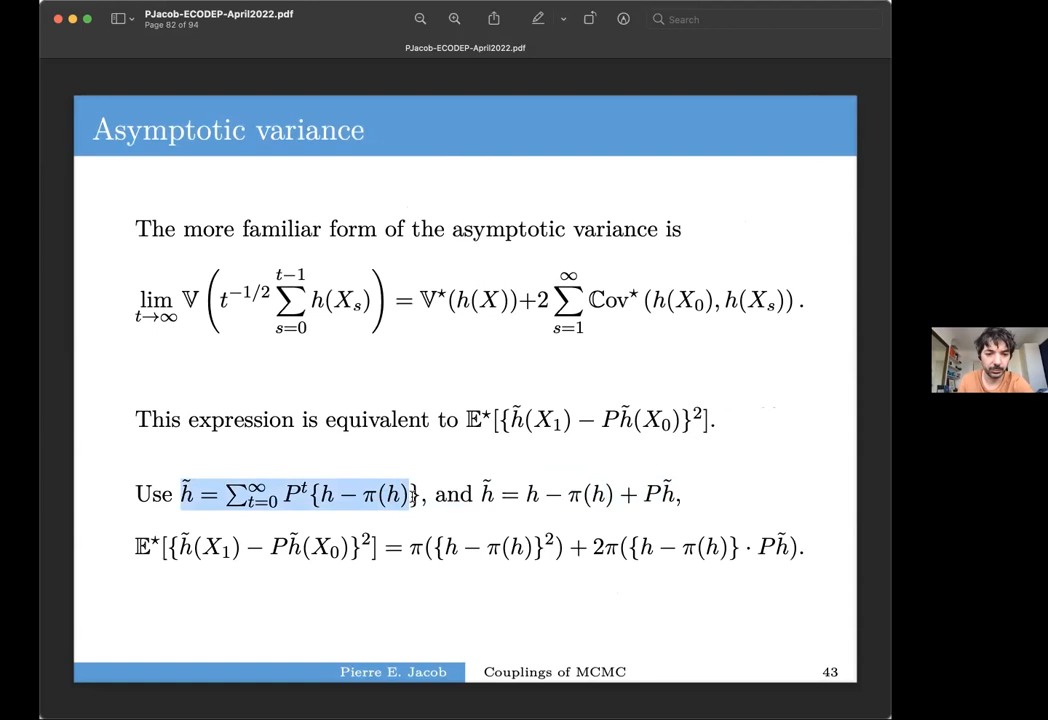 PJacob-ECODEP-April2022.pdf
Page 82 of 94
Search
PJacob-ECODEP-April2022.pdf
Asymptotic variance
The more familiar form of the asymptotic variance is
lim_{t→∞} 𝕍 ( t^{−1/2} ∑_{s=0}^{t−1} h(X_s) ) = 𝕍⋆(h(X))+2 ∑_{s=1}^{∞} ℂov⋆ (h(X_0), h(X_s)) .
This expression is equivalent to 𝔼⋆[{h̃(X_1) − Ph̃(X_0)}²].
Use h̃ = ∑_{t=0}^{∞} P^t{h − π(h)}, and h̃ = h − π(h) + Ph̃,
𝔼⋆[{h̃(X_1) − Ph̃(X_0)}²] = π({h − π(h)}²) + 2π({h − π(h)} · Ph̃).
Pierre E. Jacob Couplings of MCMC 43